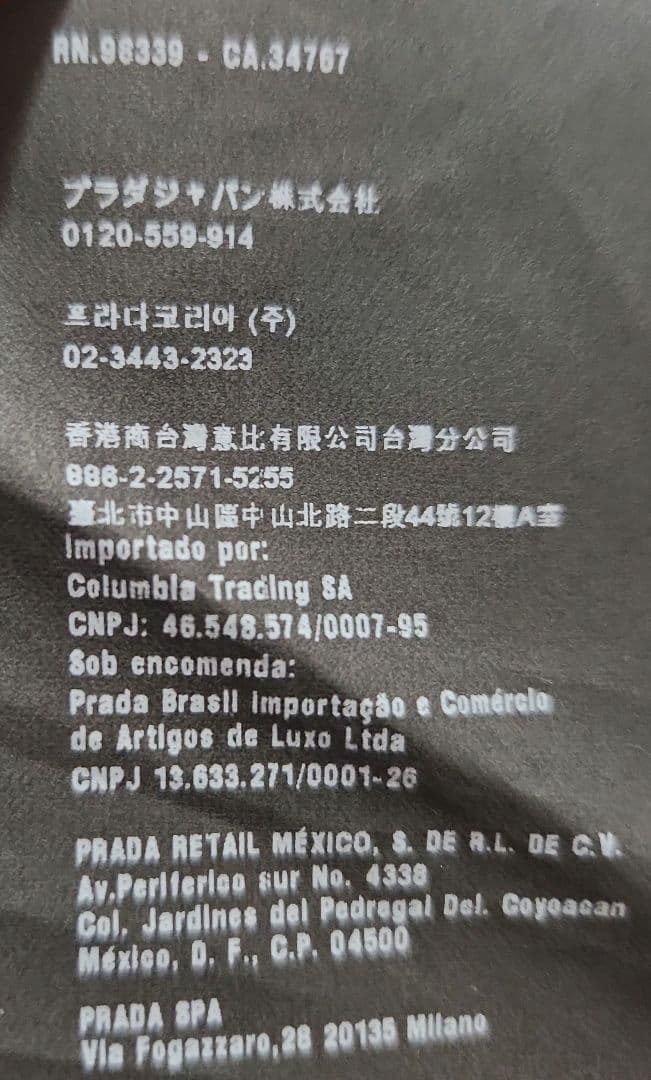 RN.98339 - CA.34767
プラダジャパン株式会社
0120-559-914
프라다코리아 (주)
02-3443-2323
香港商台灣意比有限公司台灣分公司
886-2-2571-5255
臺北市中山區中山北路二段44號12樓A室
Importado por:
Columbia Trading SA
CNPJ: 46.548.574/0007-95
Sob encomenda:
Prada Brasil Importação e Comércio
de Artigos de Luxo Ltda
CNPJ 13.633.271/0001-26
PRADA RETAIL MÉXICO, S. DE R.L. DE C.V.
Av.Periferico sur No. 4338
Col. Jardines del Pedregal Del. Coyoacan
México, D. F., C.P. 04500
PRADA SPA
Via Fogazzaro,28 20135 Milano